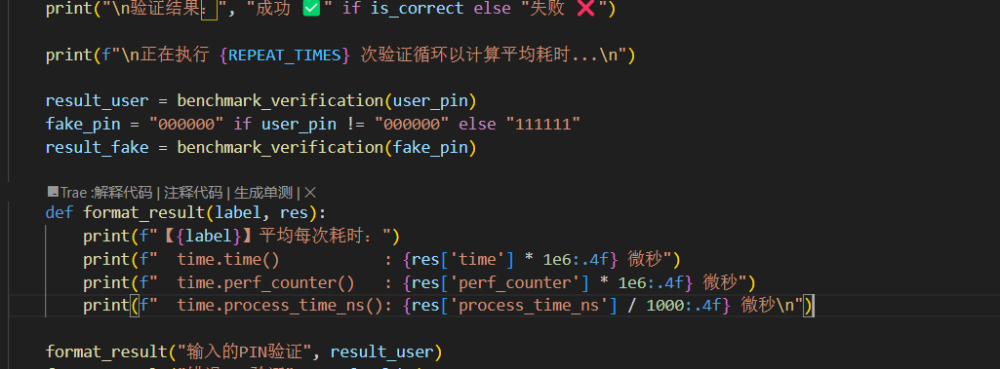 print("\n验证结果：", "成功 ✅" if is_correct else "失败 ❌")
print(f"\n正在执行 {REPEAT_TIMES} 次验证循环以计算平均耗时...\n")
result_user = benchmark_verification(user_pin)
fake_pin = "000000" if user_pin != "000000" else "111111"
result_fake = benchmark_verification(fake_pin)
Trae :解释代码 | 注释代码 | 生成单测 | ×
def format_result(label, res):
print(f"【{label}】平均每次耗时：")
print(f"  time.time()           : {res['time'] * 1e6:.4f} 微秒")
print(f"  time.perf_counter()   : {res['perf_counter'] * 1e6:.4f} 微秒")
print(f"  time.process_time_ns(): {res['process_time_ns'] / 1000:.4f} 微秒\n")
format_result("输入的PIN验证", result_user)